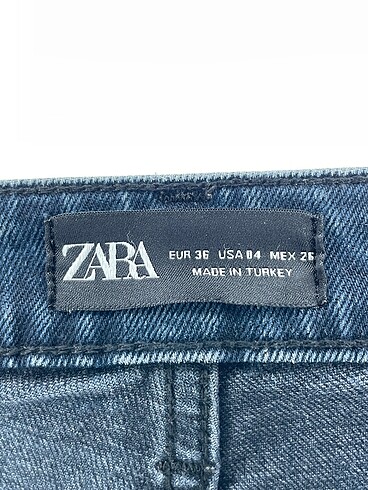 ZARA
EUR 36 USA 04 MEX 26
MADE IN TURKEY